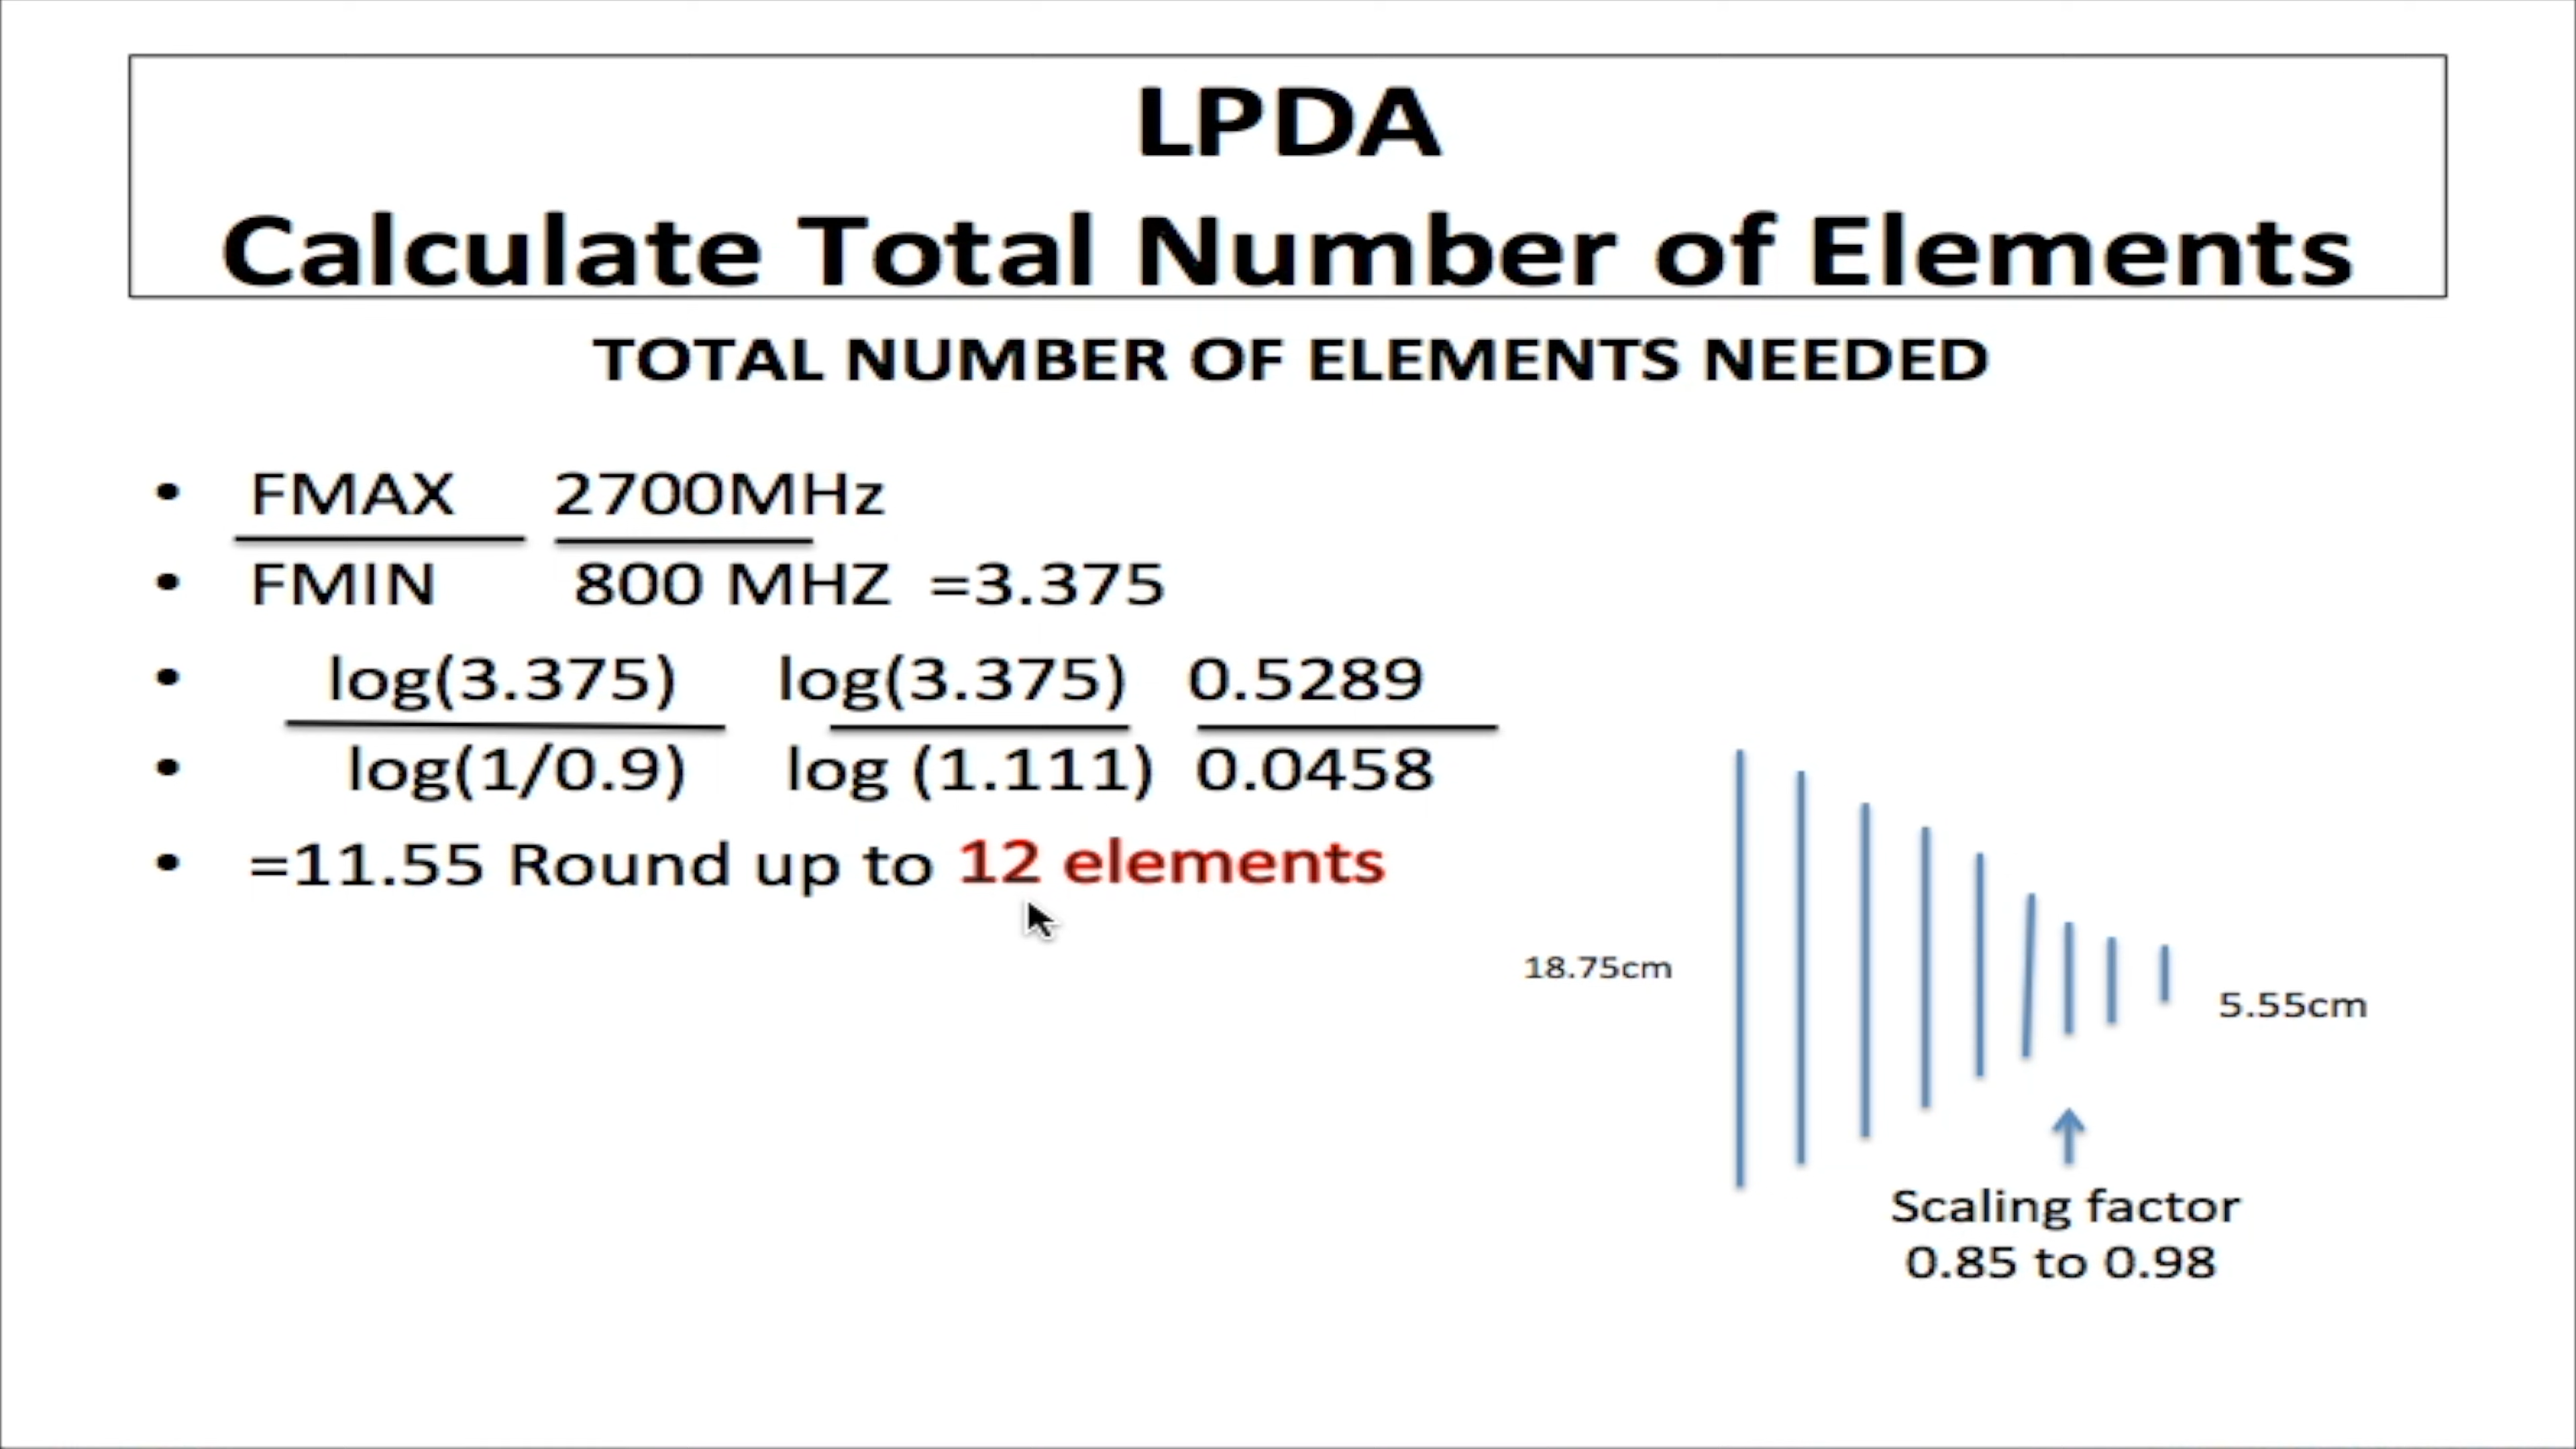 LPDA
Calculate Total Number of Elements
TOTAL NUMBER OF ELEMENTS NEEDED
• FMAX 2700MHz
• FMIN 800 MHZ =3.375
• log(3.375) log(3.375) 0.5289
• log(1/0.9) log (1.111) 0.0458
• =11.55 Round up to 12 elements
18.75cm
5.55cm
Scaling factor
0.85 to 0.98